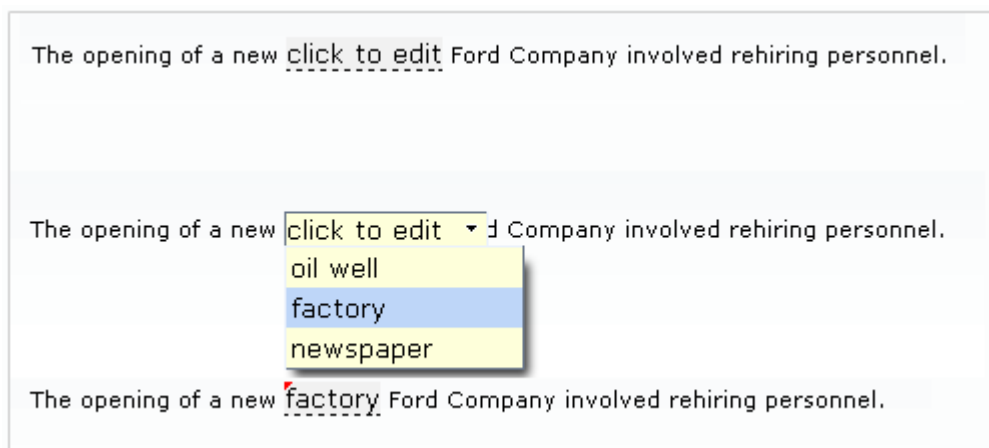 The opening of a new click to edit Ford Company involved rehiring personnel.
The opening of a new click to edit d Company involved rehiring personnel.
oil well
factory
newspaper
The opening of a new factory Ford Company involved rehiring personnel.